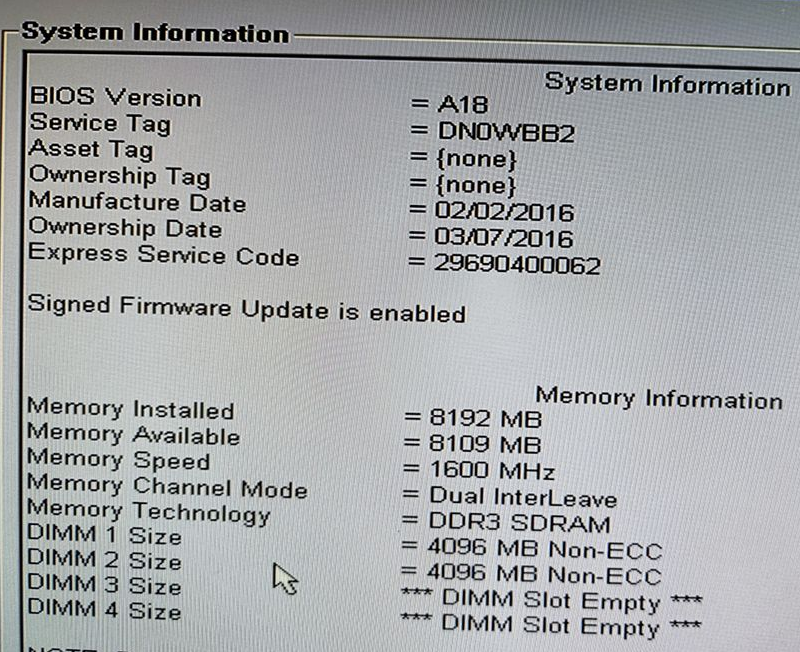 System Information
System Information
BIOS Version = A18
Service Tag = DN0WBB2
Asset Tag = {none}
Ownership Tag = {none}
Manufacture Date = 02/02/2016
Ownership Date = 03/07/2016
Express Service Code = 29690400062
Signed Firmware Update is enabled
Memory Information
Memory Installed = 8192 MB
Memory Available = 8109 MB
Memory Speed = 1600 MHz
Memory Channel Mode = Dual InterLeave
Memory Technology = DDR3 SDRAM
DIMM 1 Size = 4096 MB Non-ECC
DIMM 2 Size = 4096 MB Non-ECC
DIMM 3 Size = *** DIMM Slot Empty ***
DIMM 4 Size = *** DIMM Slot Empty ***